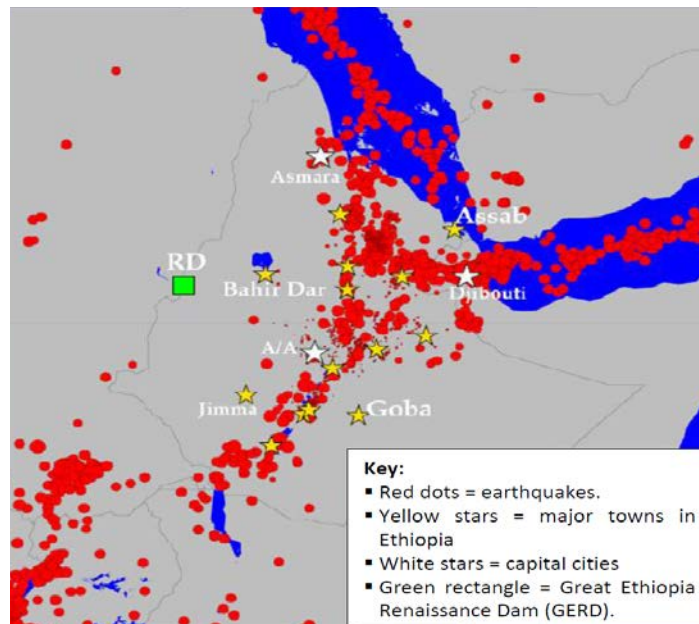 Asmara
Assab
RD
Bahir Dar
Djibouti
A/A
Jimma
Goba
Key:
▪ Red dots = earthquakes.
▪ Yellow stars = major towns in
Ethiopia
▪ White stars = capital cities
▪ Green rectangle = Great Ethiopia
Renaissance Dam (GERD).